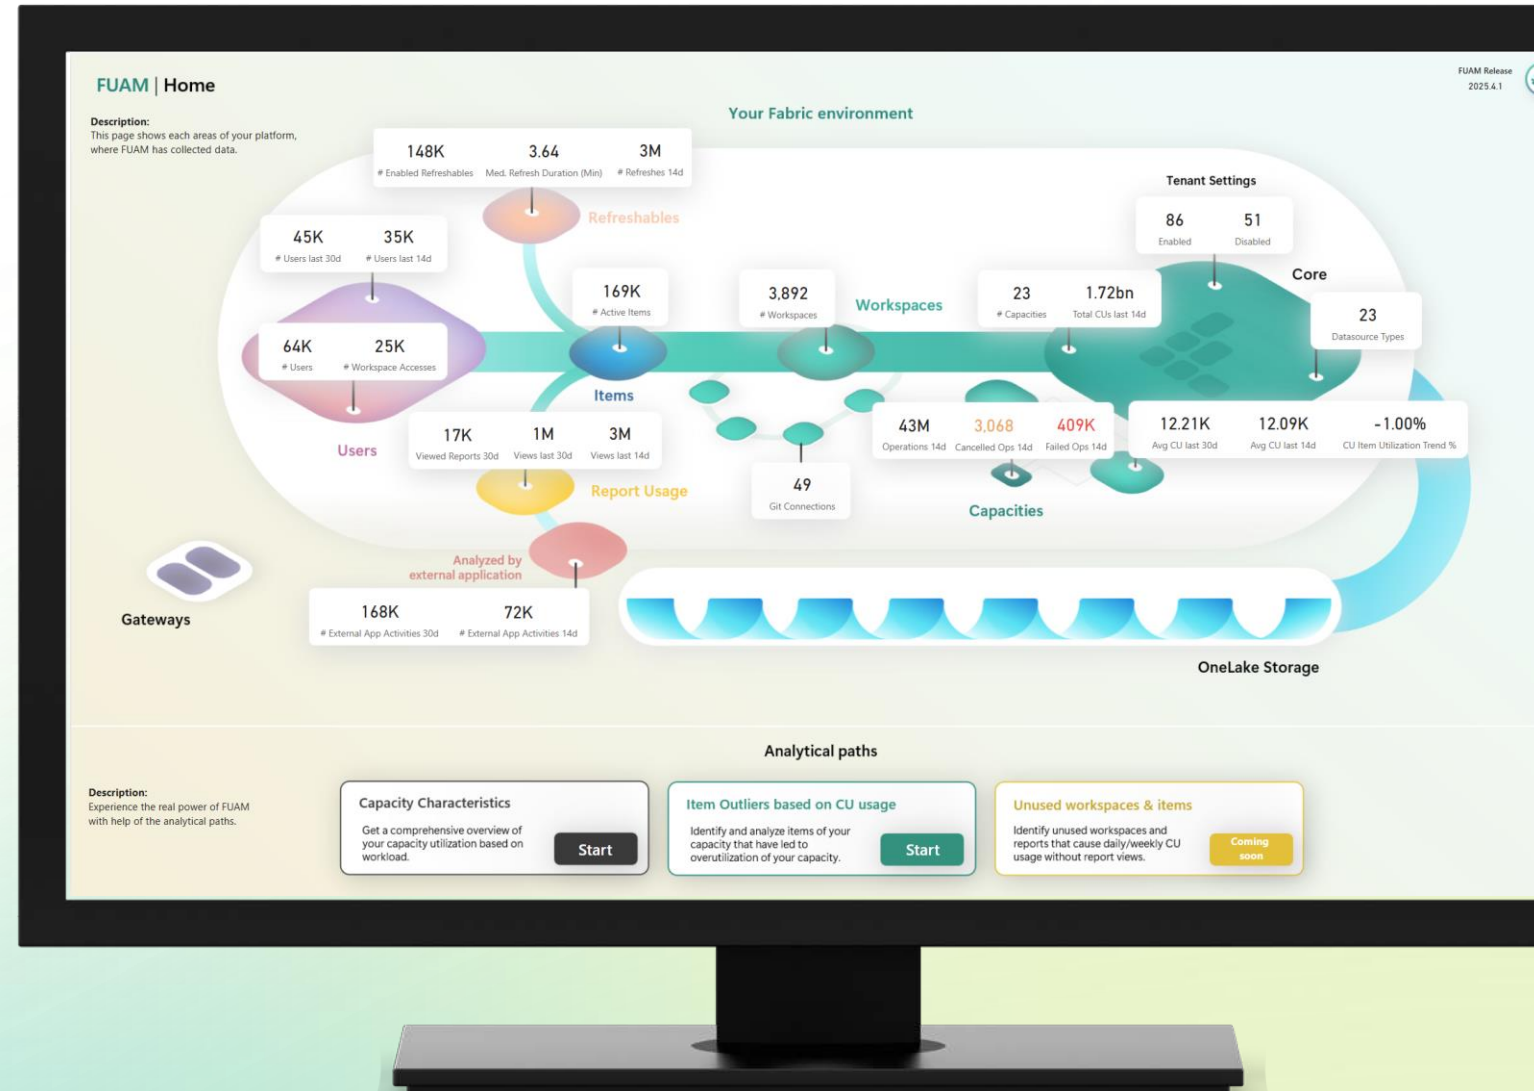 FUAM | Home
FUAM Release
2025.4.1
Description:
This page shows each areas of your platform,
where FUAM has collected data.
Your Fabric environment
148K 3.64 3M
# Enabled Refreshables Med. Refresh Duration (Min) # Refreshes 14d
Refreshables
Tenant Settings
86 51
Enabled Disabled
45K 35K
# Users last 30d # Users last 14d
Core
169K
# Active Items
3,892
# Workspaces
Workspaces
23 1.72bn
# Capacities Total CUs last 14d
23
Datasource Types
64K 25K
# Users # Workspace Accesses
Items
Users
17K 1M 3M
Viewed Reports 30d Views last 30d Views last 14d
43M 3,068 409K
Operations 14d Cancelled Ops 14d Failed Ops 14d
12.21K 12.09K -1.00%
Avg CU last 30d Avg CU last 14d CU Item Utilization Trend %
Report Usage
49
Git Connections
Capacities
Analyzed by
external application
Gateways
168K 72K
# External App Activities 30d # External App Activities 14d
OneLake Storage
Analytical paths
Description:
Experience the real power of FUAM
with help of the analytical paths.
Capacity Characteristics
Get a comprehensive overview of
your capacity utilization based on
workload.
Start
Item Outliers based on CU usage
Identify and analyze items of your
capacity that have led to
overutilization of your capacity.
Start
Unused workspaces & items
Identify unused workspaces and
reports that cause daily/weekly CU
usage without report views.
Coming
soon